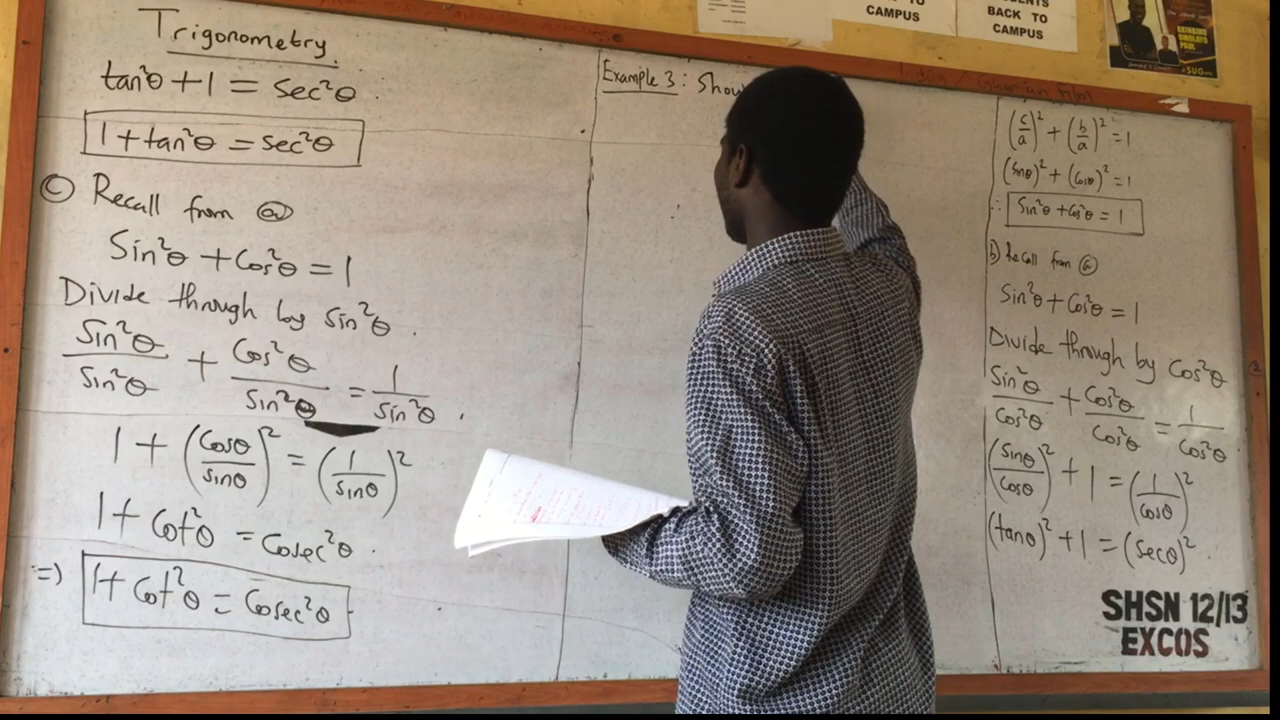 Trigonometry
tan²θ + 1 = sec²θ.
1 + tan²θ = sec²θ
Ⓒ Recall from ⓐ
Sin²θ + Cos²θ = 1
Divide through by sin²θ.
Sin²θ/Sin²θ + Cos²θ/Sin²θ = 1/Sin²θ.
1 + (Cosθ/Sinθ)² = (1/Sinθ)²
1 + Cot²θ = Cosec²θ.
=) 1 + Cot²θ = Cosec²θ
Example 3: Show
(c/a)² + (b/a)² = 1
(Sinθ)² + (Cosθ)² = 1
∴ Sin²θ + Cos²θ = 1
b) Recall from ⓐ
Sin²θ + Cos²θ = 1
Divide through by Cos²θ
Sin²θ/Cos²θ + Cos²θ/Cos²θ = 1/Cos²θ.
(Sinθ/Cosθ)² + 1 = (1/Cosθ)²
(tanθ)² + 1 = (secθ)²
SHSN 12/13
EXCOS
TO
CAMPUS
STUDENTS
BACK TO
CAMPUS
SUG